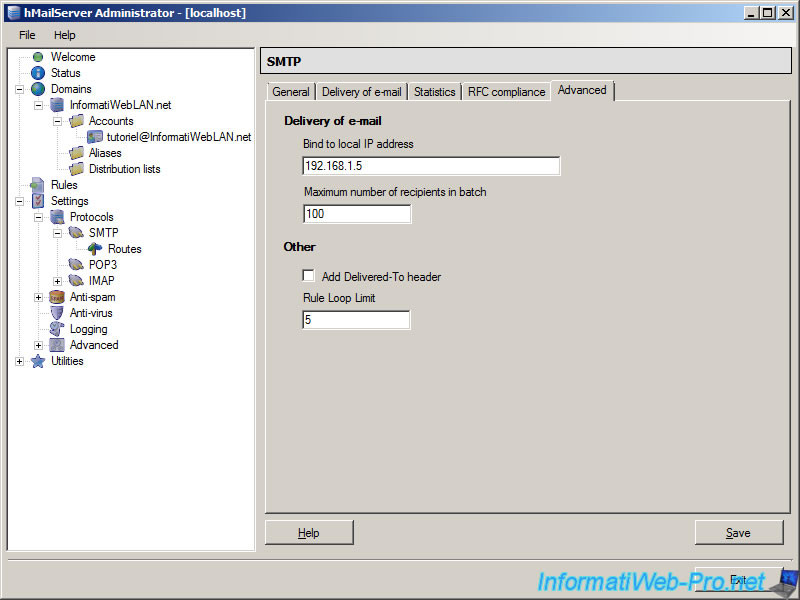 hMailServer Administrator - [localhost]
File Help
Welcome
Status
Domains
InformatiWebLAN.net
Accounts
tutoriel@InformatiWebLAN.net
Aliases
Distribution lists
Rules
Settings
Protocols
SMTP
Routes
POP3
IMAP
Anti-spam
Anti-virus
Logging
Advanced
Utilities
SMTP
General Delivery of e-mail Statistics RFC compliance Advanced
Delivery of e-mail
Bind to local IP address
192.168.1.5
Maximum number of recipients in batch
100
Other
Add Delivered-To header
Rule Loop Limit
5
Help Save
Exit
InformatiWeb-Pro.net